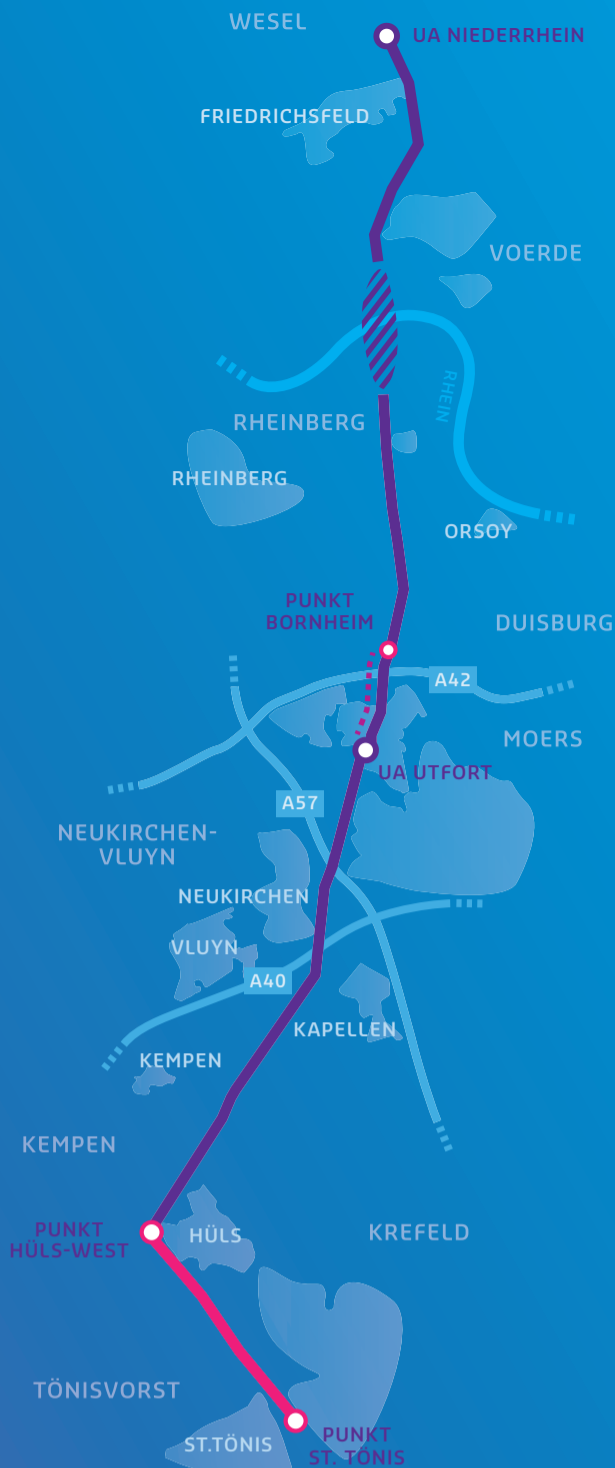 WESEL
UA NIEDERRHEIN
FRIEDRICHSFELD
VOERDE
RHEIN
RHEINBERG
RHEINBERG
ORSOY
PUNKT
BORNHEIM
DUISBURG
A42
MOERS
UA UTFORT
A57
NEUKIRCHEN-
VLUYN
NEUKIRCHEN
VLUYN
A40
KAPELLEN
KEMPEN
KEMPEN
PUNKT
HÜLS-WEST
HÜLS
KREFELD
TÖNISVORST
ST.TÖNIS
PUNKT
ST. TÖNIS